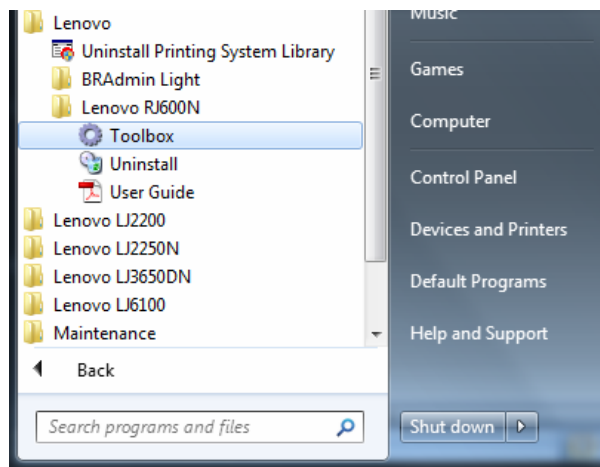 Lenovo
Uninstall Printing System Library
BRAdmin Light
Lenovo RJ600N
Toolbox
Uninstall
User Guide
Lenovo LJ2200
Lenovo LJ2250N
Lenovo LJ3650DN
Lenovo LJ6100
Maintenance
Back
Search programs and files
Music
Games
Computer
Control Panel
Devices and Printers
Default Programs
Help and Support
Shut down